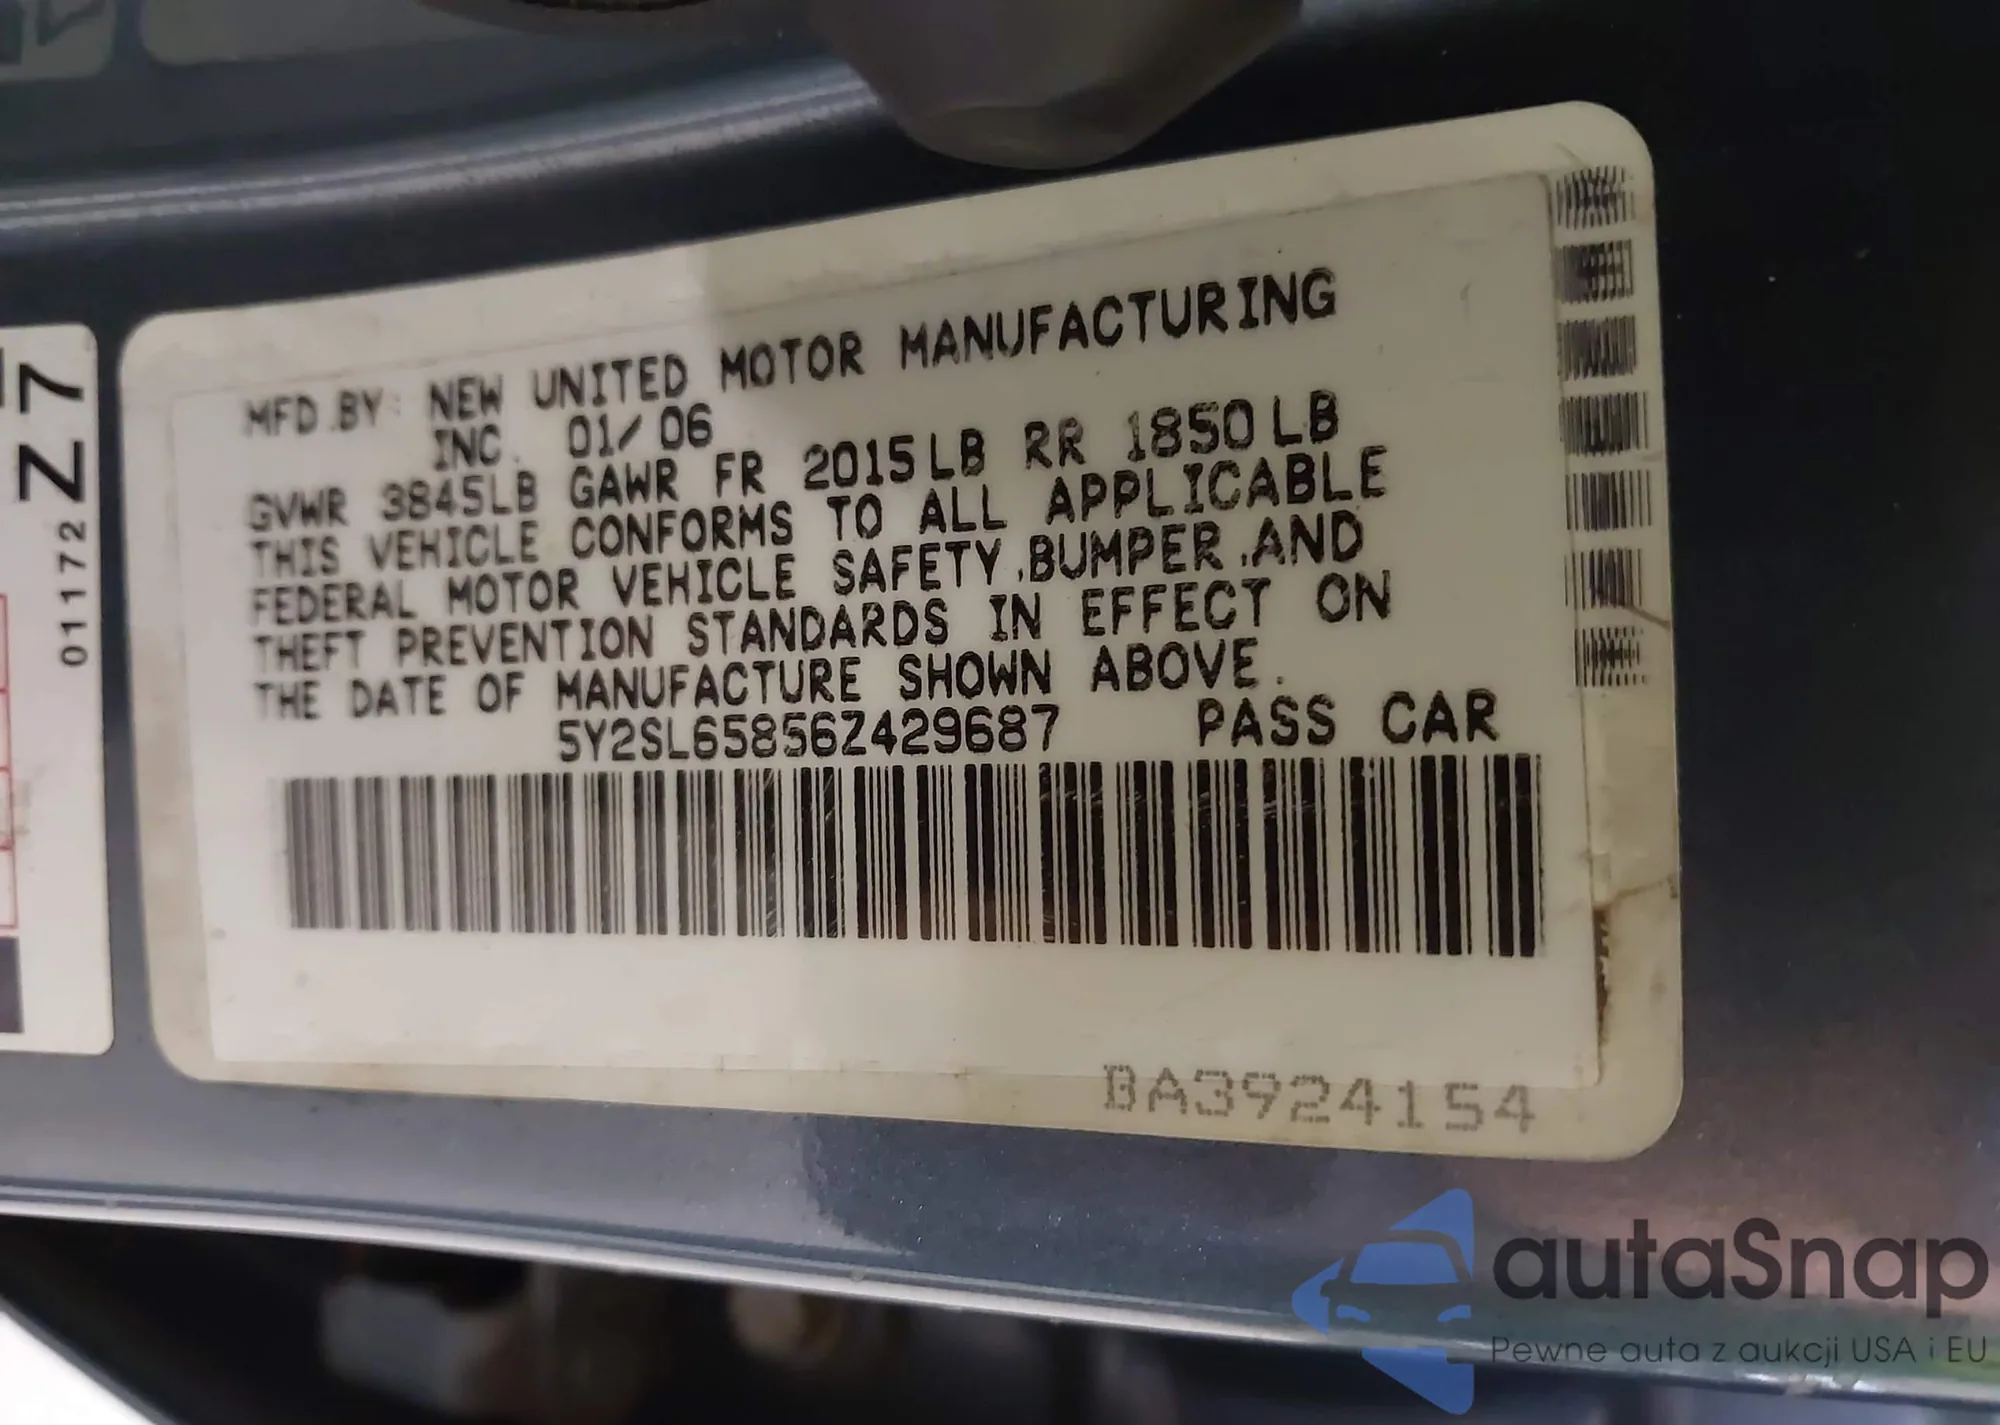 Z7
01172
MFD.BY: NEW UNITED MOTOR MANUFACTURING
INC. 01/06
GVWR 3845LB GAWR FR 2015LB RR 1850LB
THIS VEHICLE CONFORMS TO ALL APPLICABLE
FEDERAL MOTOR VEHICLE SAFETY,BUMPER,AND
THEFT PREVENTION STANDARDS IN EFFECT ON
THE DATE OF MANUFACTURE SHOWN ABOVE.
5Y2SL65856Z429687 PASS CAR
BA3924154
autaSnap
Pewne auta z aukcji USA i EU